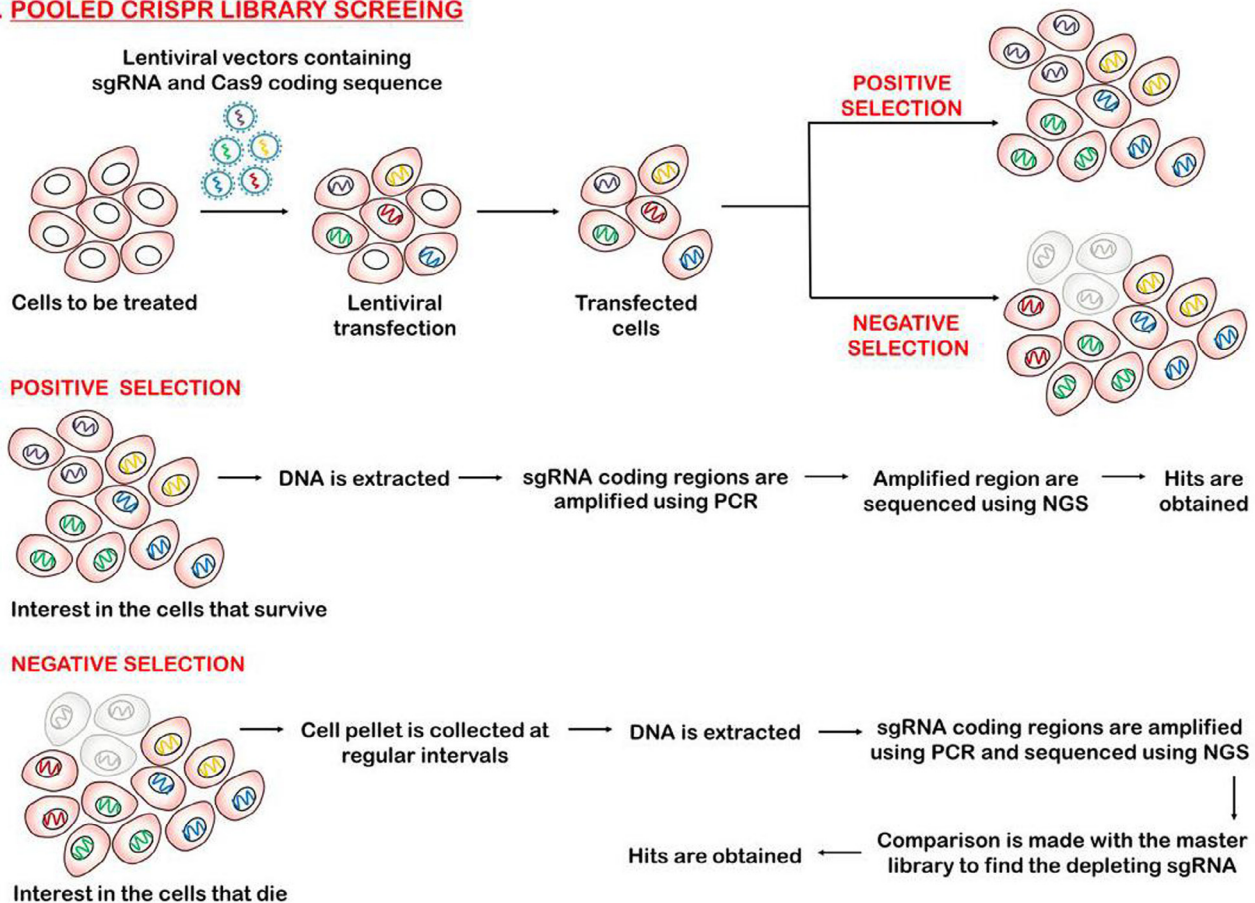 . POOLED CRISPR LIBRARY SCREEING
Lentiviral vectors containing
sgRNA and Cas9 coding sequence
Cells to be treated
Lentiviral
transfection
Transfected
cells
POSITIVE
SELECTION
NEGATIVE
SELECTION
POSITIVE SELECTION
DNA is extracted
sgRNA coding regions are
amplified using PCR
Amplified region are
sequenced using NGS
Hits are
obtained
Interest in the cells that survive
NEGATIVE SELECTION
Cell pellet is collected at
regular intervals
DNA is extracted
sgRNA coding regions are amplified
using PCR and sequenced using NGS
Comparison is made with the master
library to find the depleting sgRNA
Hits are obtained
Interest in the cells that die